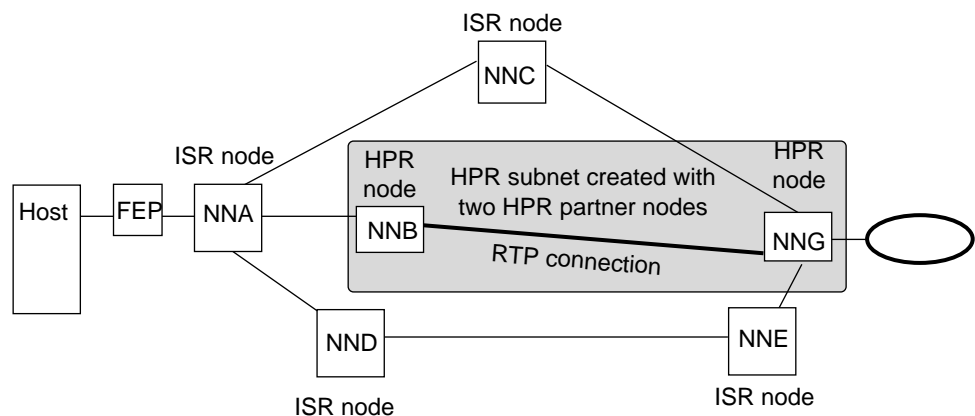 ISR node
NNC
ISR node
HPR
node
HPR subnet created with
two HPR partner nodes
HPR
node
Host
FEP
NNA
NNB
RTP connection
NNG
NND
NNE
ISR node
ISR node